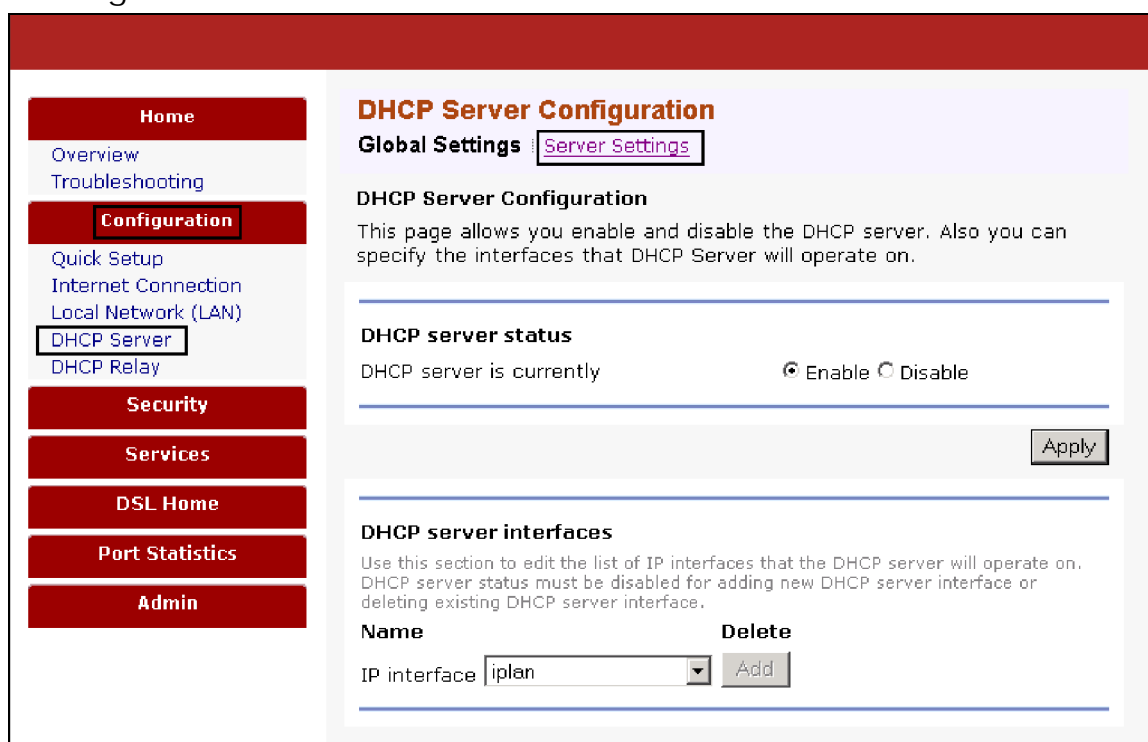 Home
Overview
Troubleshooting
Configuration
Quick Setup
Internet Connection
Local Network (LAN)
DHCP Server
DHCP Relay
Security
Services
DSL Home
Port Statistics
Admin
DHCP Server Configuration
Global Settings | Server Settings
DHCP Server Configuration
This page allows you enable and disable the DHCP server. Also you can
specify the interfaces that DHCP Server will operate on.
DHCP server status
DHCP server is currently Enable Disable
Apply
DHCP server interfaces
Use this section to edit the list of IP interfaces that the DHCP server will operate on.
DHCP server status must be disabled for adding new DHCP server interface or
deleting existing DHCP server interface.
Name Delete
IP interface iplan Add